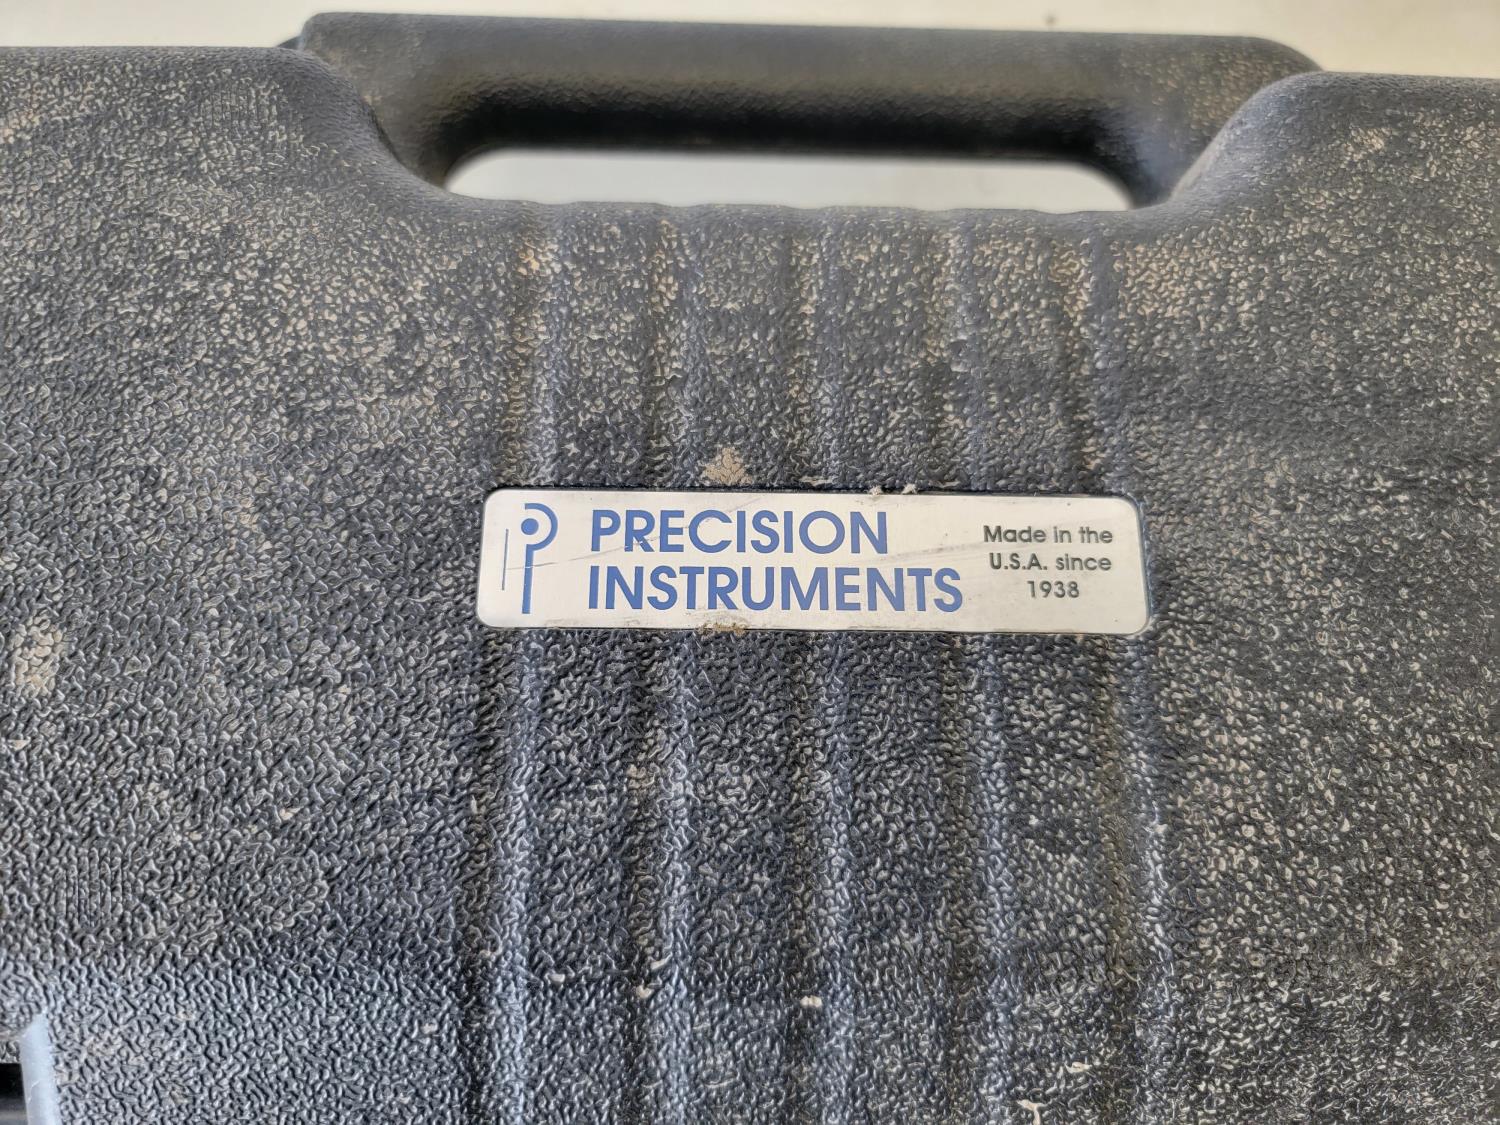 PRECISION
INSTRUMENTS
Made in the
U.S.A. since
1938